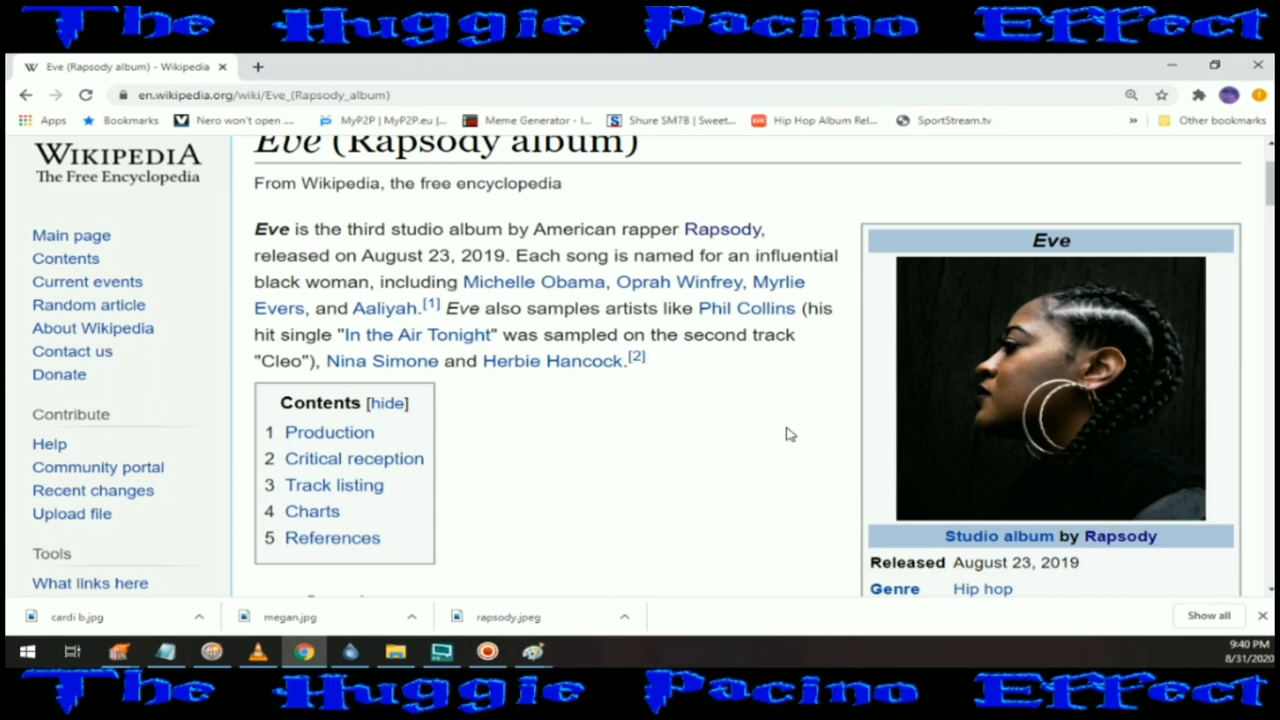 The Huggie Pacino Effect
Eve (Rapsody album) - Wikipedia
en.wikipedia.org/wiki/Eve_(Rapsody_album)
Apps Bookmarks Nero won't open .... MyP2P | MyP2P.eu |... Meme Generator - I... Shure SM7B | Sweet... Hip Hop Album Rel... SportStream.tv » Other bookmarks
WIKIPEDIA
The Free Encyclopedia
Main page
Contents
Current events
Random article
About Wikipedia
Contact us
Donate
Contribute
Help
Community portal
Recent changes
Upload file
Tools
What links here
Eve (Rapsody album)
From Wikipedia, the free encyclopedia
Eve is the third studio album by American rapper Rapsody,
released on August 23, 2019. Each song is named for an influential
black woman, including Michelle Obama, Oprah Winfrey, Myrlie
Evers, and Aaliyah.[1] Eve also samples artists like Phil Collins (his
hit single "In the Air Tonight" was sampled on the second track
"Cleo"), Nina Simone and Herbie Hancock.[2]
Contents [hide]
1 Production
2 Critical reception
3 Track listing
4 Charts
5 References
Eve
Studio album by Rapsody
Released August 23, 2019
Genre Hip hop
cardi b.jpg megan.jpg rapsody.jpeg Show all
9:40 PM
8/31/2020
The Huggie Pacino Effect